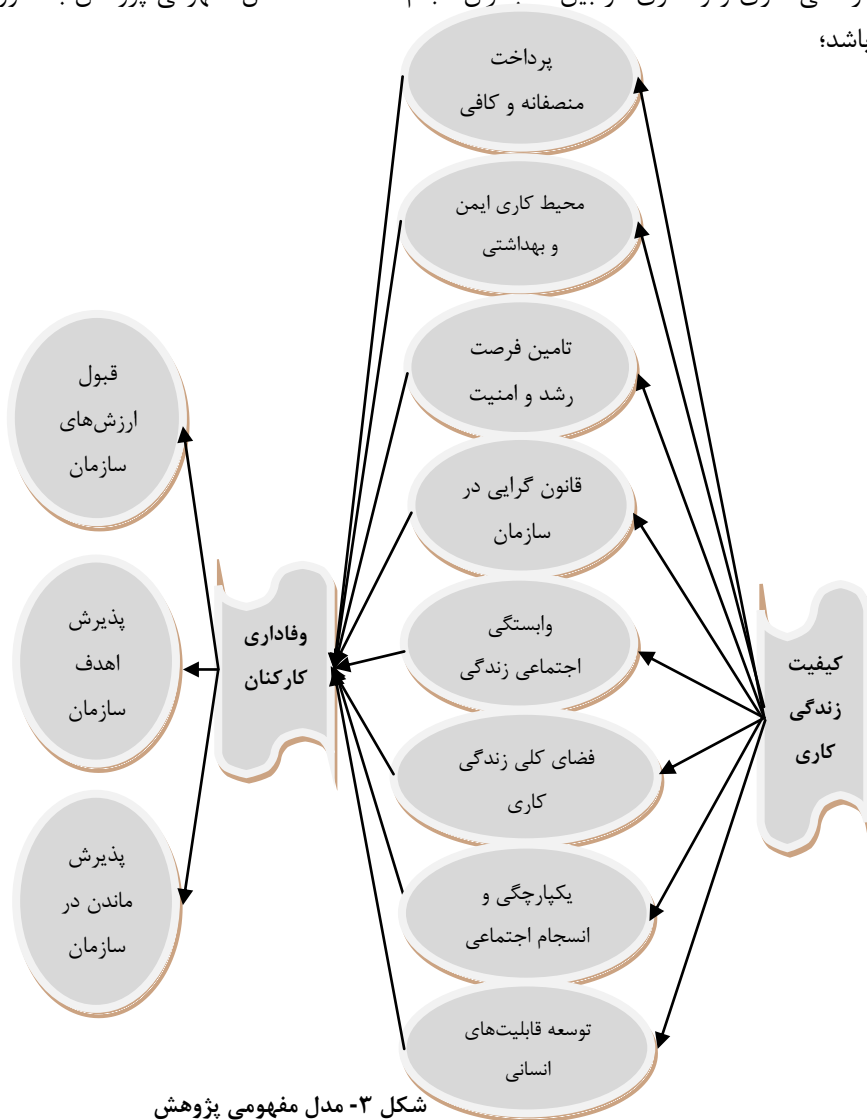 باشد؛
پرداخت
منصفانه و کافی
محیط کاری ایمن
و بهداشتی
تامین فرصت
رشد و امنیت
قانون گرایی در
سازمان
وابستگی
اجتماعی زندگی
فضای کلی زندگی
کاری
یکپارچگی و
انسجام اجتماعی
توسعه قابلیت‌های
انسانی
کیفیت
زندگی
کاری
وفاداری
کارکنان
قبول
ارزش‌های
سازمان
پذیرش
اهدف
سازمان
پذیرش
ماندن در
سازمان
شکل ۳- مدل مفهومی پژوهش